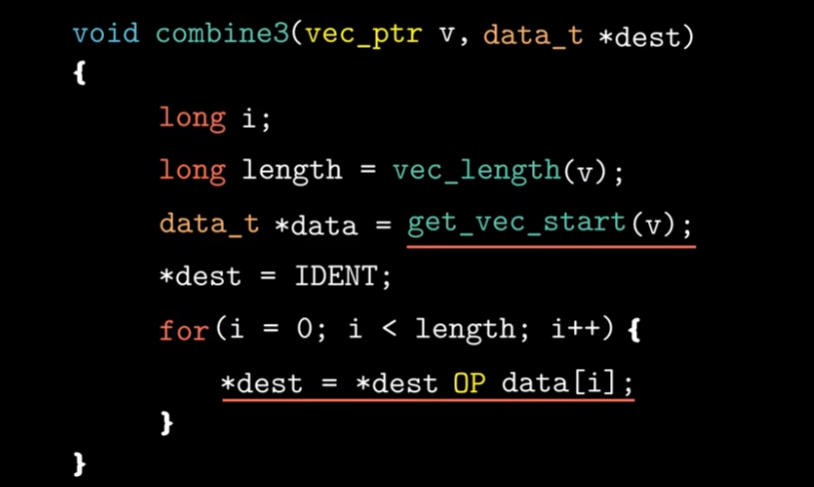 void combine3(vec_ptr v, data_t *dest)
{
long i;
long length = vec_length(v);
data_t *data = get_vec_start(v);
*dest = IDENT;
for(i = 0; i < length; i++) {
*dest = *dest OP data[i];
}
}